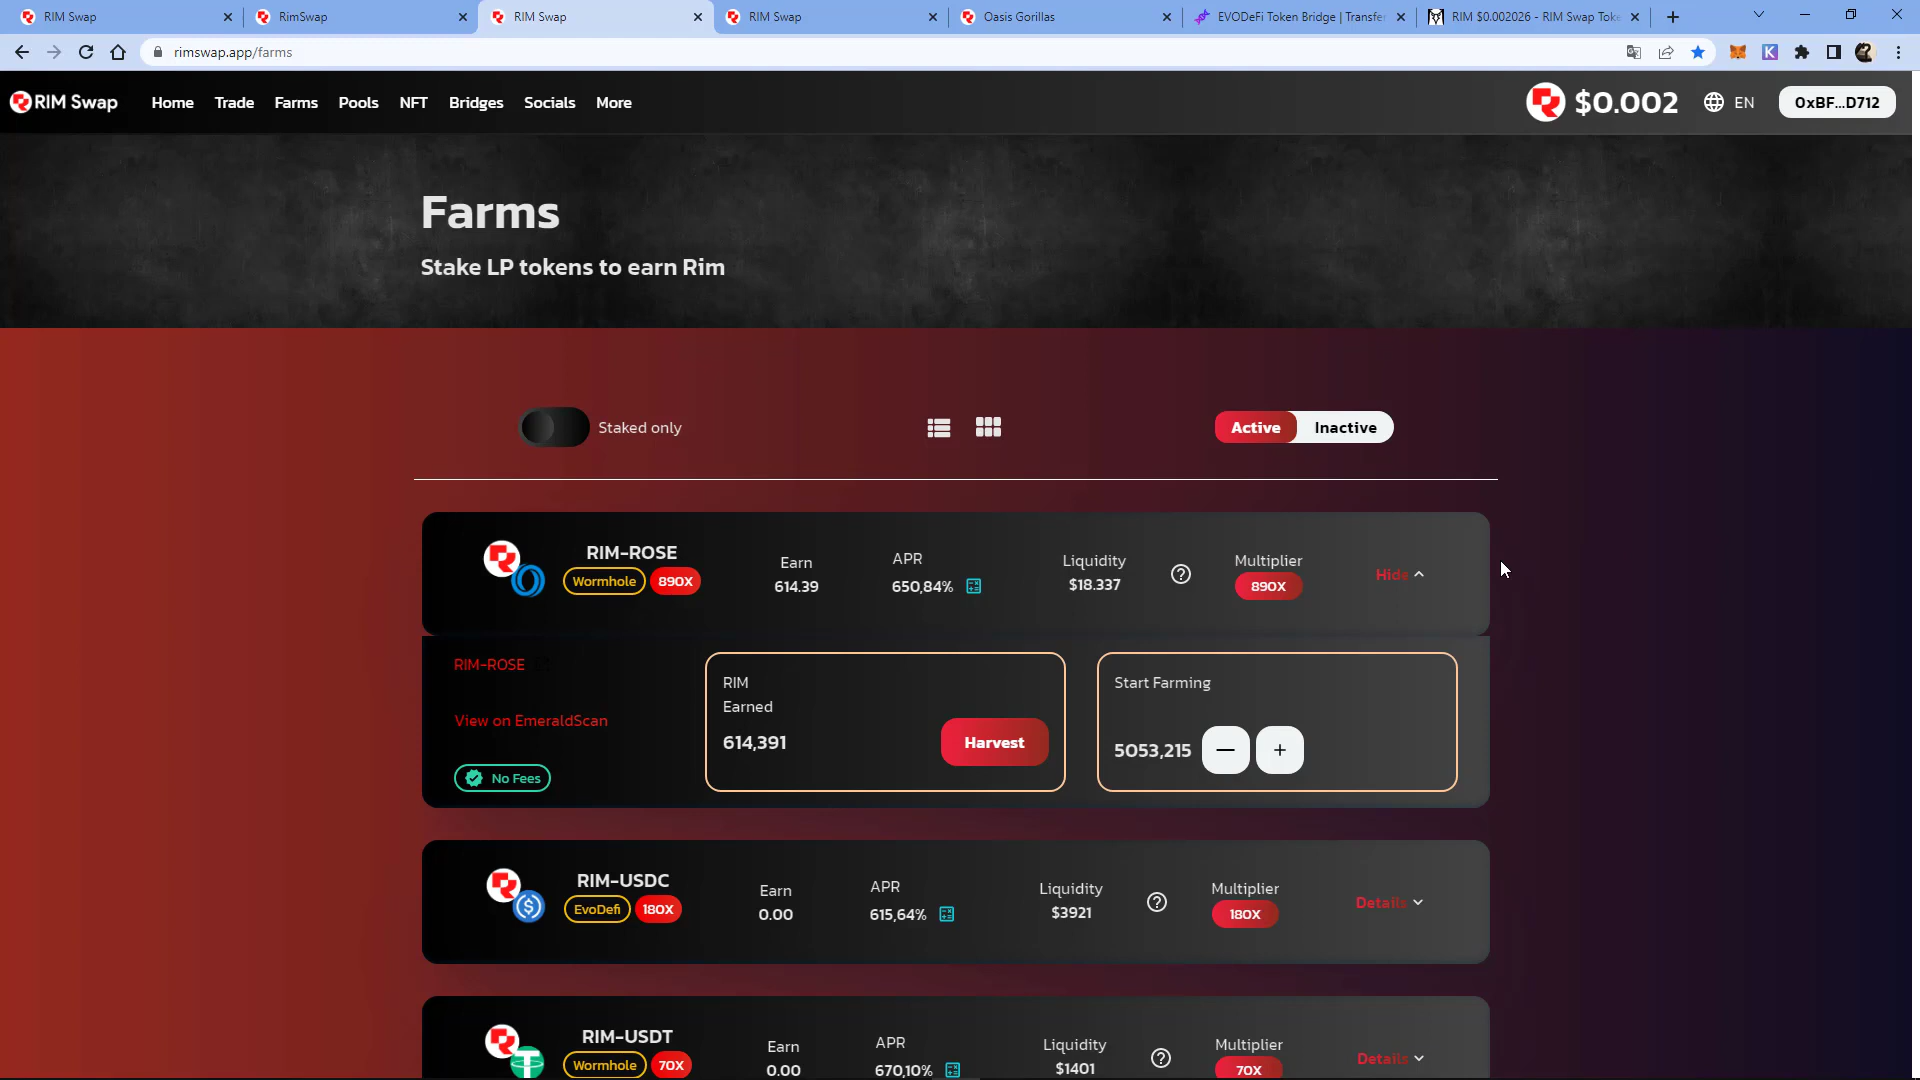 RIM Swap
RimSwap
RIM Swap
RIM Swap
Oasis Gorillas
EVODeFi Token Bridge | Transfer
RIM $0.002026 - RIM Swap Toke
rimswap.app/farms
RIM Swap
Home
Trade
Farms
Pools
NFT
Bridges
Socials
More
$0.002
EN
0xBF...D712
Farms
Stake LP tokens to earn Rim
Staked only
Active
Inactive
RIM-ROSE
Wormhole
890X
Earn
614.39
APR
650,84%
Liquidity
$18.337
Multiplier
890X
Hide
RIM-ROSE
View on EmeraldScan
No Fees
RIM
Earned
614,391
Harvest
Start Farming
5053,215
RIM-USDC
EvoDefi
180X
Earn
0.00
APR
615,64%
Liquidity
$3921
Multiplier
180X
Details
RIM-USDT
Wormhole
70X
Earn
0.00
APR
670,10%
Liquidity
$1401
Multiplier
70X
Details